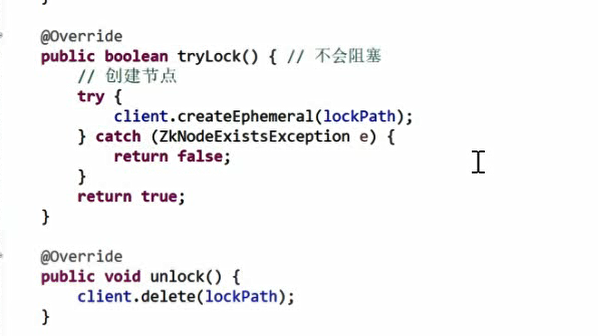 @Override
public boolean tryLock() { // 不会阻塞
// 创建节点
try {
client.createEphemeral(lockPath);
} catch (ZkNodeExistsException e) {
return false;
}
return true;
}
@Override
public void unlock() {
client.delete(lockPath);
}